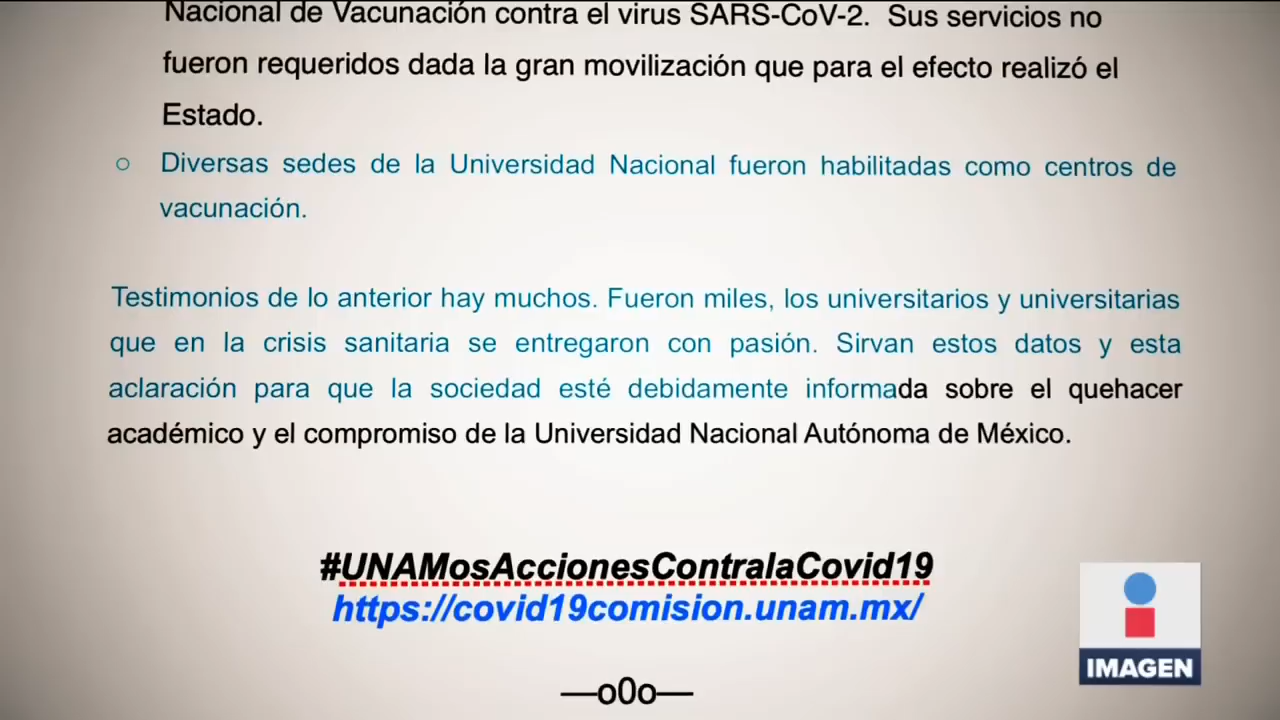 Nacional de Vacunación contra el virus SARS-CoV-2. Sus servicios no
fueron requeridos dada la gran movilización que para el efecto realizó el
Estado.
○ Diversas sedes de la Universidad Nacional fueron habilitadas como centros de
vacunación.
Testimonios de lo anterior hay muchos. Fueron miles, los universitarios y universitarias
que en la crisis sanitaria se entregaron con pasión. Sirvan estos datos y esta
aclaración para que la sociedad esté debidamente informada sobre el quehacer
académico y el compromiso de la Universidad Nacional Autónoma de México.
#UNAMosAccionesContralaCovid19
https://covid19comision.unam.mx/
—o0o—
IMAGEN